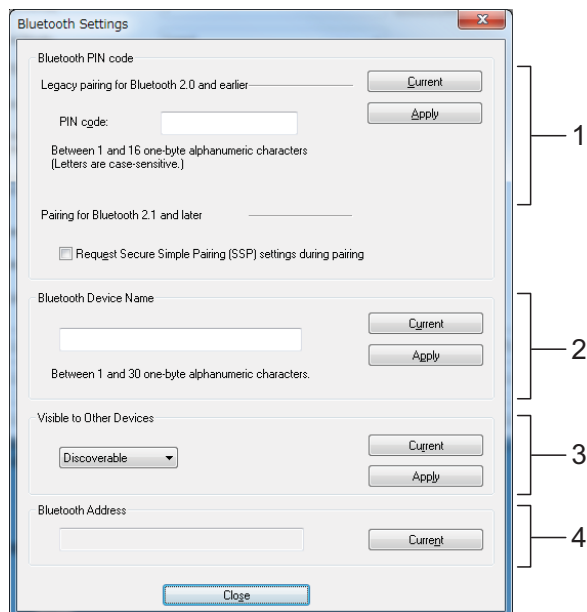 Bluetooth Settings
Bluetooth PIN code
Legacy pairing for Bluetooth 2.0 and earlier
Current
PIN code:
Apply
Between 1 and 16 one-byte alphanumeric characters
(Letters are case-sensitive.)
1
Pairing for Bluetooth 2.1 and later
Request Secure Simple Pairing (SSP) settings during pairing
Bluetooth Device Name
Current
Apply
2
Between 1 and 30 one-byte alphanumeric characters.
Visible to Other Devices
Discoverable
Current
3
Apply
Bluetooth Address
Current
4
Close